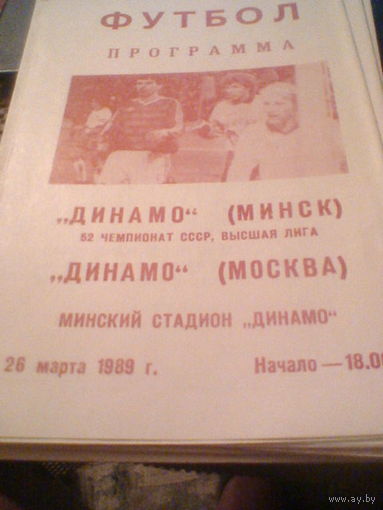 ФУТБОЛ
ПРОГРАММА
„ДИНАМО“ (МИНСК)
52 ЧЕМПИОНАТ СССР, ВЫСШАЯ ЛИГА
„ДИНАМО“ (МОСКВА)
МИНСКИЙ СТАДИОН „ДИНАМО“
26 марта 1989 г. Начало—18.00
www.ay.by